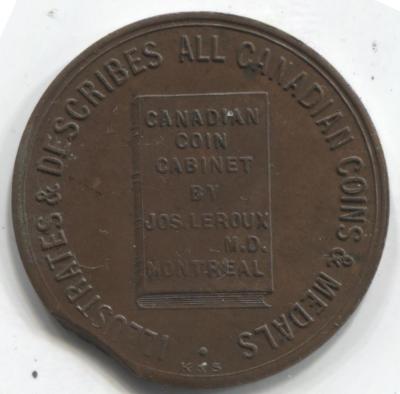 ILLUSTRATES & DESCRIBES ALL CANADIAN COINS & MEDALS
CANADIAN
COIN
CABINET
BY
JOS. LEROUX
M.D.
MONTREAL
K & S